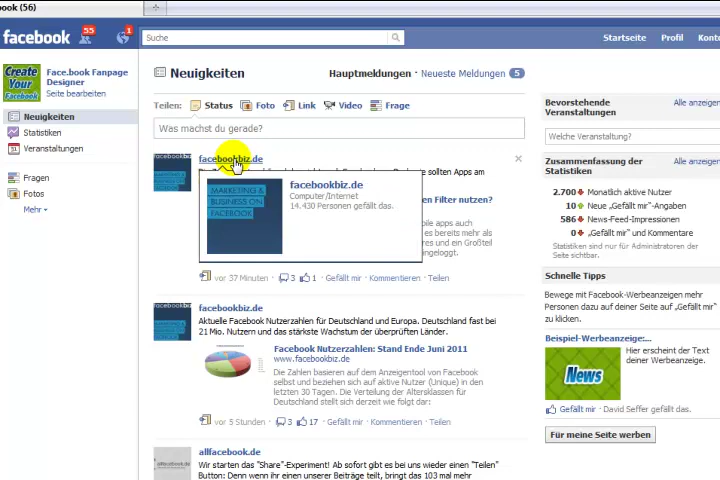 book (56)
facebook
55
1
Suche
Startseite
Profil
Kont
Create
Your
Facebook
Face.book Fanpage
Designer
Seite bearbeiten
Neuigkeiten
Statistiken
Veranstaltungen
Fragen
Fotos
Mehr
Neuigkeiten
Hauptmeldungen · Neueste Meldungen 5
Teilen: Status Foto Link Video Frage
Was machst du gerade?
facebookbiz.de
sollten Apps am
MARKETING &
BUSINESS ON
FACEBOOK
facebookbiz.de
Computer/Internet
14.430 Personen gefällt das.
en Filter nutzen?
bile apps auch
es bereits mehr als
res und ein Großteil
eingeloggt.
vor 37 Minuten · 3 1 · Gefällt mir · Kommentieren · Teilen
facebookbiz.de
Aktuelle Facebook Nutzerzahlen für Deutschland und Europa. Deutschland fast bei
21 Mio. Nutzern und das stärkste Wachstum der überprüften Ländern.
Facebook Nutzerzahlen: Stand Ende Juni 2011
www.facebookbiz.de
Die Zahlen basieren auf dem Anzeigentool von Facebook
selbst und beziehen sich auf aktive Nutzer (Unique) in den
letzten 30 Tagen. Die Verteilung der Altersklassen für
Deutschland stellt sich derzeit wie folgt dar:
vor 5 Stunden · 3 17 · Gefällt mir · Kommentieren · Teilen
allfacebook.de
Wir starten das "Share"-Experiment! Ab sofort gibt es bei uns wieder einen "Teilen"
Button: Denn wenn ihr einen unserer Beiträge teilt, bringt das 103 mal mehr
Bevorstehende
Veranstaltungen
Alle anzeigen
Welche Veranstaltung?
Zusammenfassung der
Statistiken
Alle anzeigen
2.700 Monatlich aktive Nutzer
10 Neue „Gefällt mir“-Angaben
586 News-Feed-Impressionen
0 „Gefällt mir“ und Kommentare
Statistiken sind nur für Administratoren der
Seite sichtbar.
Schnelle Tipps
Bewege mit Facebook-Werbeanzeigen mehr
Personen dazu auf deiner Seite auf „Gefällt mir“
zu klicken.
Beispiel-Werbeanzeige:...
News
Hier erscheint der Text
deiner Werbeanzeige.
Gefällt mir · David Seffer gefällt das.
Für meine Seite werben